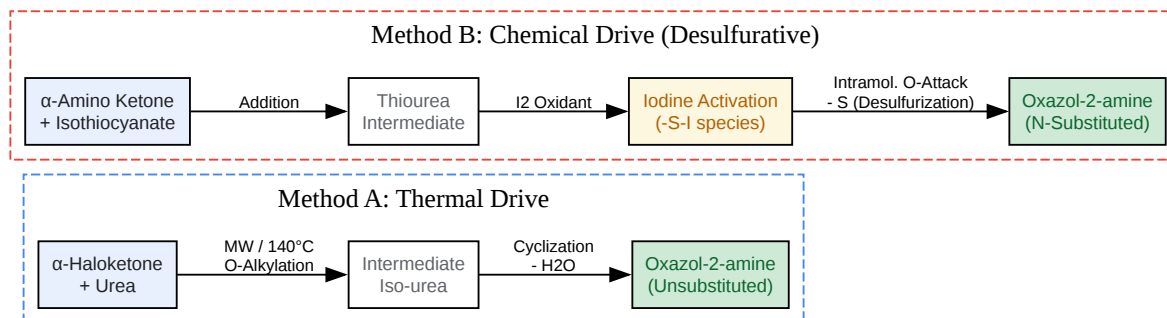 Method B: Chemical Drive (Desulfurative)
α-Amino Ketone
+ Isothiocyanate
Addition
Thiourea
Intermediate
I2 Oxidant
Iodine Activation
(-S-I species)
Intramol. O-Attack
- S (Desulfurization)
Oxazol-2-amine
(N-Substituted)
Method A: Thermal Drive
α-Haloketone
+ Urea
MW / 140°C
O-Alkylation
Intermediate
Iso-urea
Cyclization
- H2O
Oxazol-2-amine
(Unsubstituted)